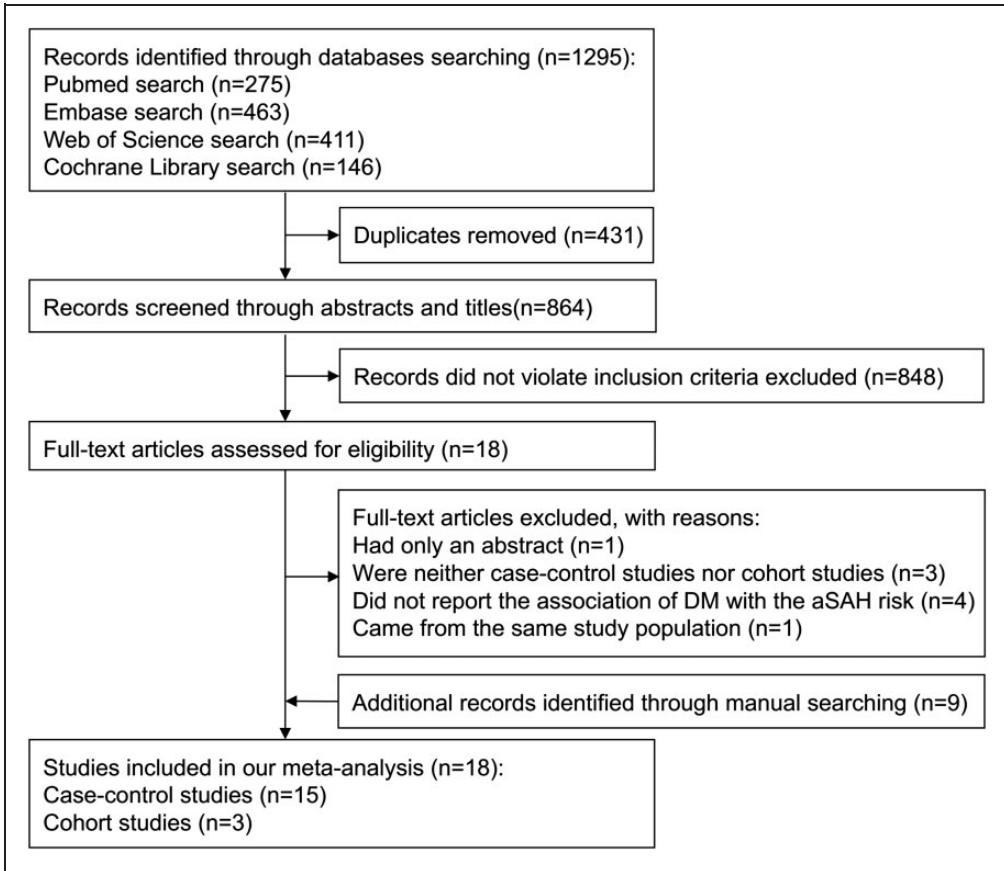 Records identified through databases searching (n=1295):
Pubmed search (n=275)
Embase search (n=463)
Web of Science search (n=411)
Cochrane Library search (n=146)
Duplicates removed (n=431)
Records screened through abstracts and titles(n=864)
Records did not violate inclusion criteria excluded (n=848)
Full-text articles assessed for eligibility (n=18)
Full-text articles excluded, with reasons:
Had only an abstract (n=1)
Were neither case-control studies nor cohort studies (n=3)
Did not report the association of DM with the aSAH risk (n=4)
Came from the same study population (n=1)
Additional records identified through manual searching (n=9)
Studies included in our meta-analysis (n=18):
Case-control studies (n=15)
Cohort studies (n=3)